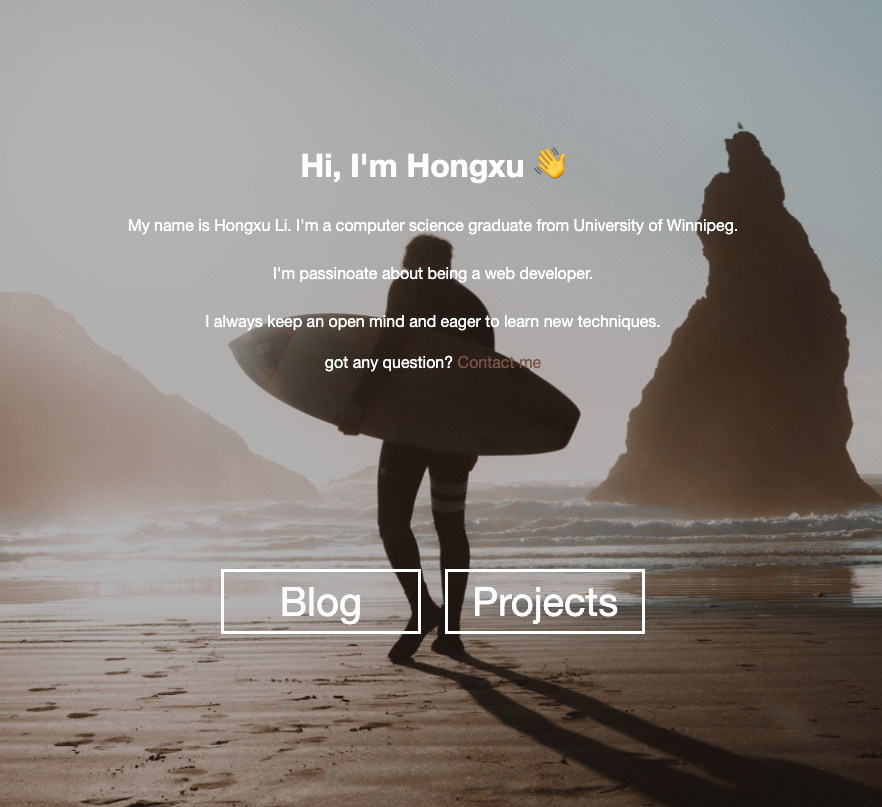 Hi, I'm Hongxu 👋
My name is Hongxu Li. I'm a computer science graduate from University of Winnipeg.
I'm passinoate about being a web developer.
I always keep an open mind and eager to learn new techniques.
got any question? Contact me
Blog
Projects